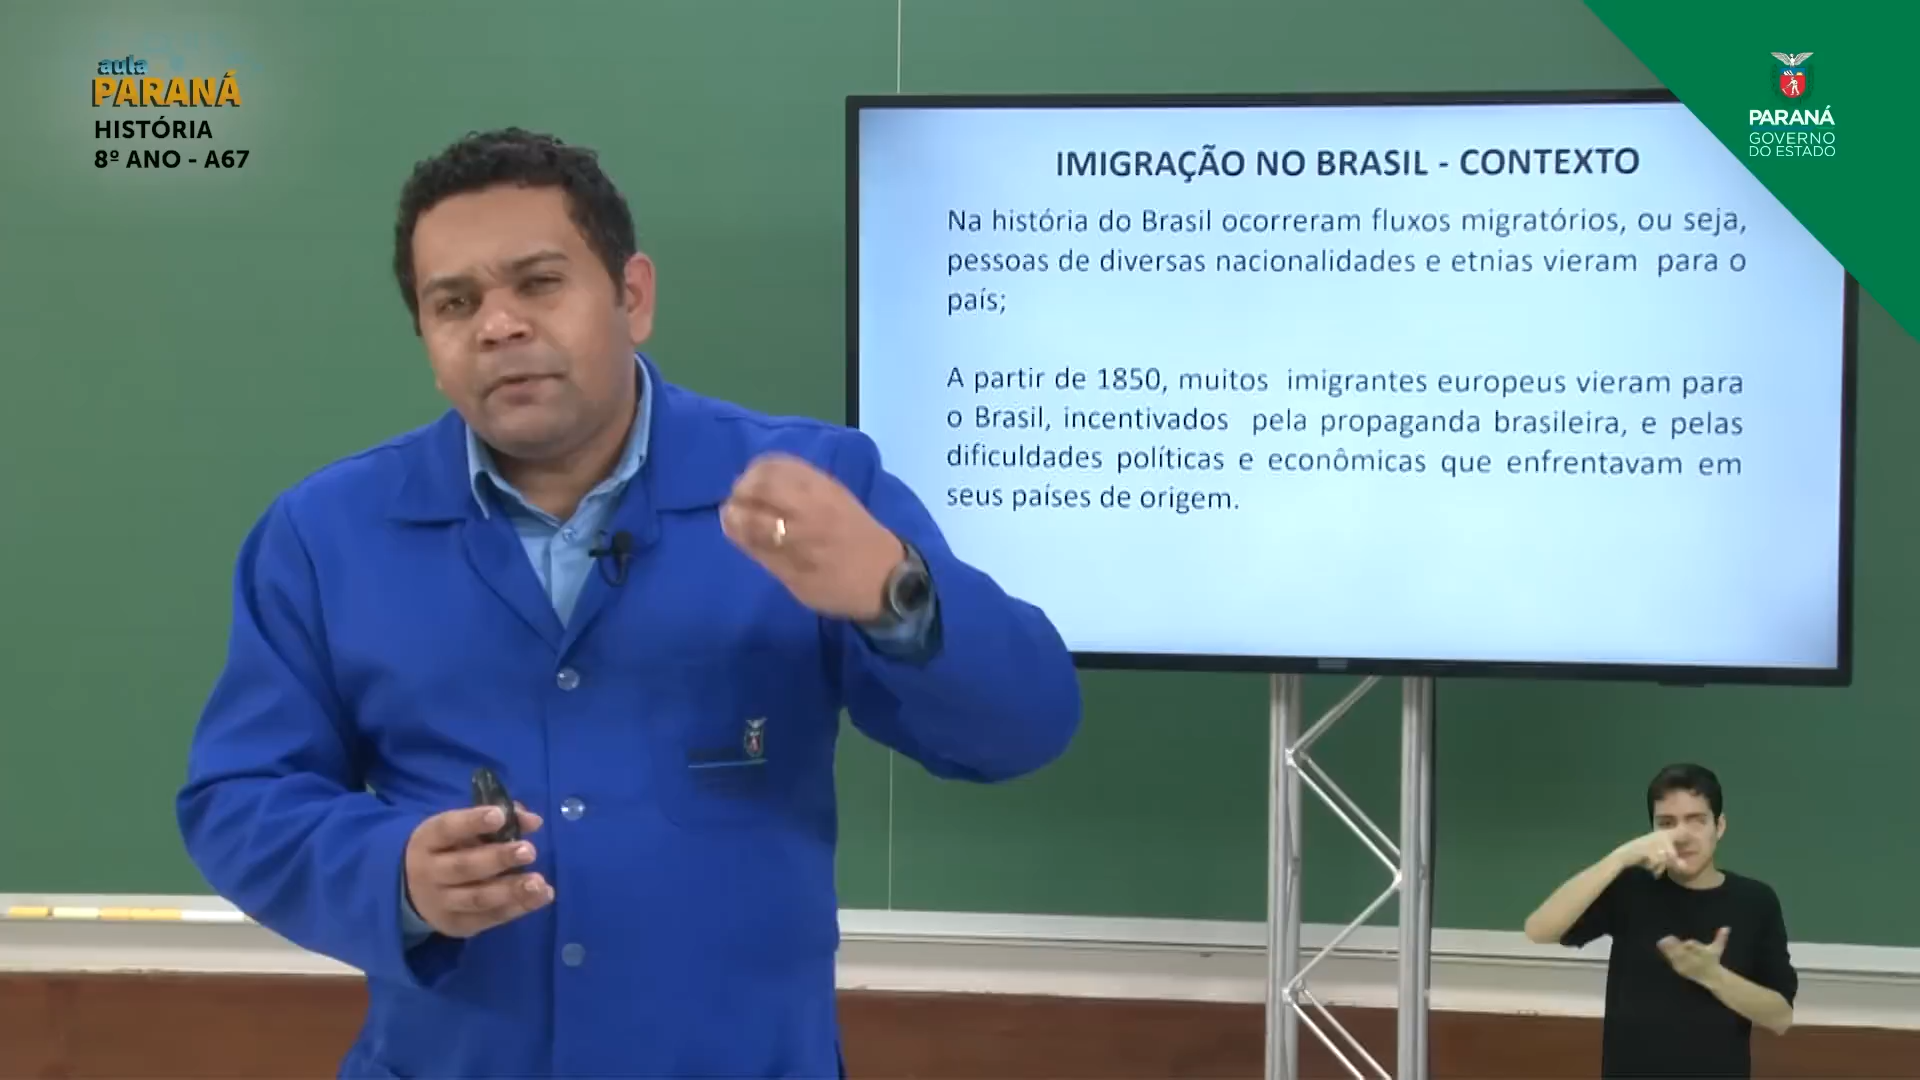 aula
PARANÁ
HISTÓRIA
8º ANO - A67
PARANÁ
GOVERNO
DO ESTADO
IMIGRAÇÃO NO BRASIL - CONTEXTO
Na história do Brasil ocorreram fluxos migratórios, ou seja,
pessoas de diversas nacionalidades e etnias vieram para o
país;
A partir de 1850, muitos imigrantes europeus vieram para
o Brasil, incentivados pela propaganda brasileira, e pelas
dificuldades políticas e econômicas que enfrentavam em
seus países de origem.